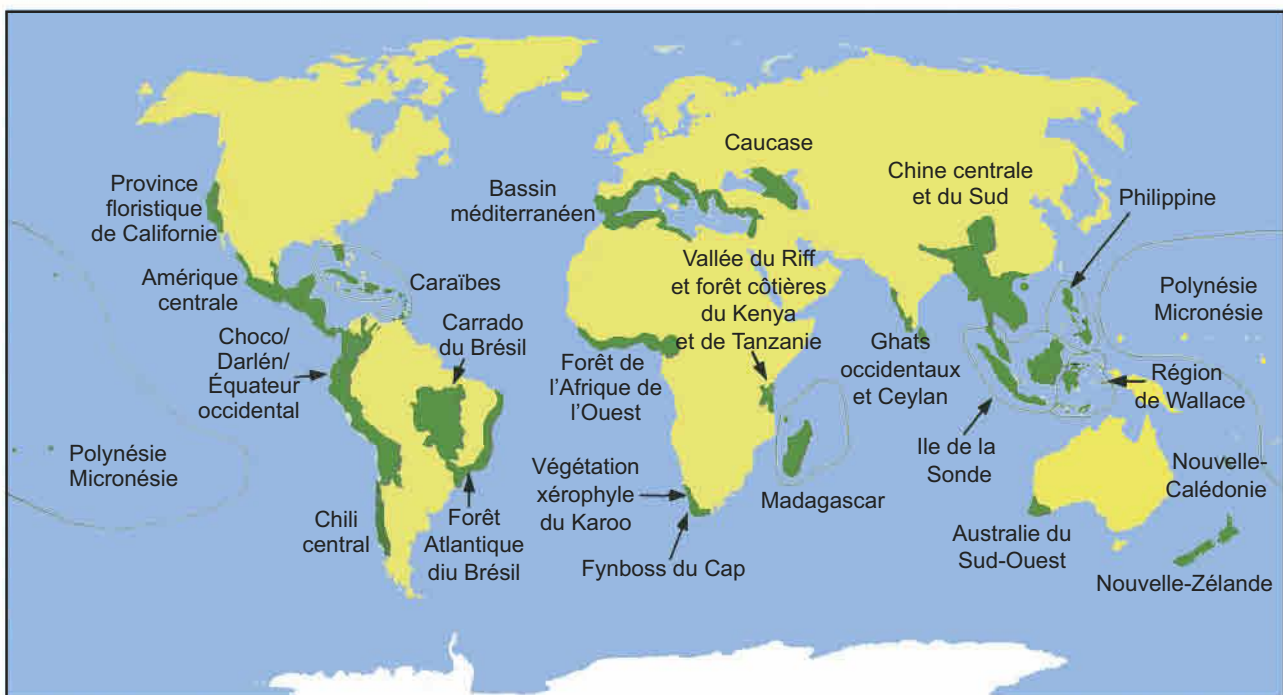 Province
floristique
de Californie
Amérique
centrale
Choco/
Darlén/
Équateur
occidental
Polynésie
Micronésie
Chili
central
Caraïbes
Carrado
du Brésil
Forêt
Atlantique
diu Brésil
Bassin
méditerranéen
Caucase
Forêt de
l'Afrique de
l'Ouest
Vallée du Riff
et forêt côtières
du Kenya
et de Tanzanie
Végétation
xérophyle
du Karoo
Fynboss du Cap
Madagascar
Chine centrale
et du Sud
Ghats
occidentaux
et Ceylan
Philippine
Polynésie
Micronésie
Région
de Wallace
Ile de la
Sonde
Australie du
Sud-Ouest
Nouvelle-
Calédonie
Nouvelle-Zélande